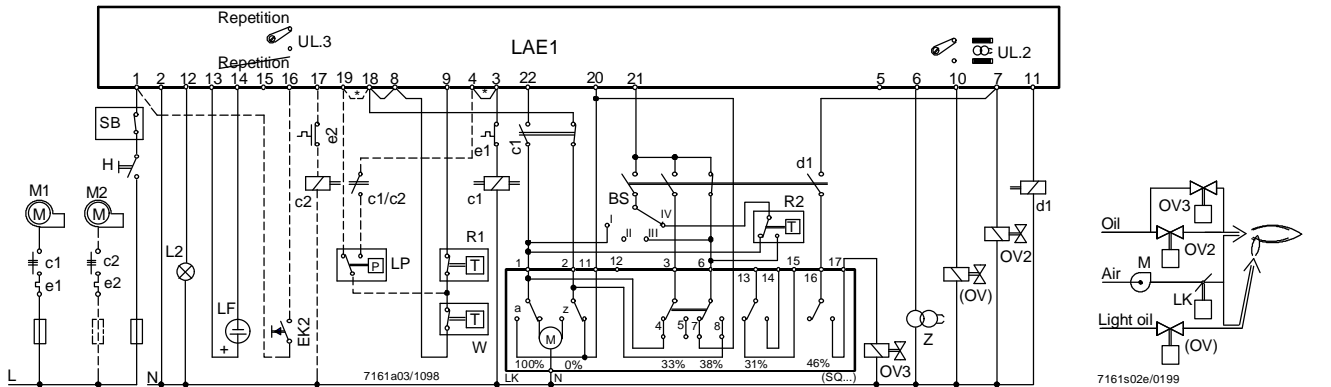 Repetition
UL.3
LAE1
UL.2
Repetition
1 2 12 13 14 15 16 17 19 18 8 9 4 3 22 20 21 5 6 10 7 11
* *
SB
H
M1
M
M2
M
c1
e1
c2
e2
L2
LF
+
EK2
e2
c2
c1/c2
LP
P
R1
T
W
T
e1
c1
c1
BS
I
II
III
IV
d1
R2
T
1 2 11 12 3 6 13 14 15 16 17
a
z
M
4 5 7 8
100% 0% 33% 38% 31% 46%
LK
N
(SQ...)
OV3
Z
(OV)
OV2
d1
L
N
7161a03/1098
OV3
Oil
OV2
Air
M
LK
Light oil
(OV)
7161s02e/0199